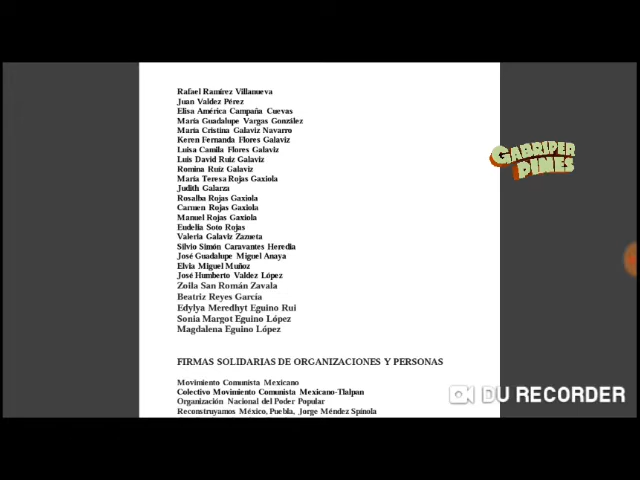 Rafael Ramírez Villanueva
Juan Valdez Pérez
Elisa América Campaña Cuevas
María Guadalupe Vargas González
María Cristina Galaviz Navarro
Keren Fernanda Flores Galaviz
Luisa Camila Flores Galaviz
Luis David Ruiz Galaviz
Romina Ruiz Galaviz
María Teresa Rojas Gaxiola
Judith Galarza
Rosalba Rojas Gaxiola
Carmen Rojas Gaxiola
Manuel Rojas Gaxiola
Eudelia Soto Rojas
Valeria Galaviz Zazueta
Silvio Simón Caravantes Heredia
José Guadalupe Miguel Anaya
Elvia Miguel Muñoz
José Humberto Valdez López
Zoila San Román Zavala
Beatriz Reyes García
Edylya Meredhyt Eguino Rui
Sonia Margot Eguino López
Magdalena Eguino López
FIRMAS SOLIDARIAS DE ORGANIZACIONES Y PERSONAS
Movimiento Comunista Mexicano
Colectivo Movimiento Comunista Mexicano-Tlalpan
Organización Nacional del Poder Popular
Reconstruyamos México, Puebla, Jorge Méndez Spínola
GABRIPER
PINES
DU RECORDER